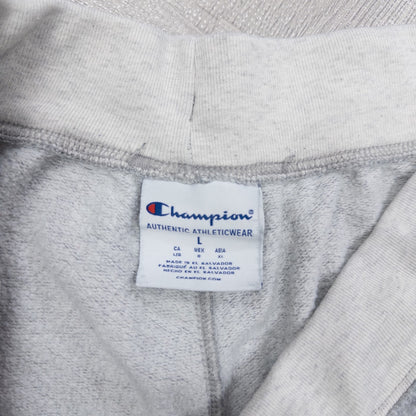 Champion®
AUTHENTIC ATHLETICWEAR
L
CA MEX ASIA
L/G G XL
MADE IN EL SALVADOR
FABRIQUÉ AU EL SALVADOR
HECHO EN EL SALVADOR
CHAMPION.COM